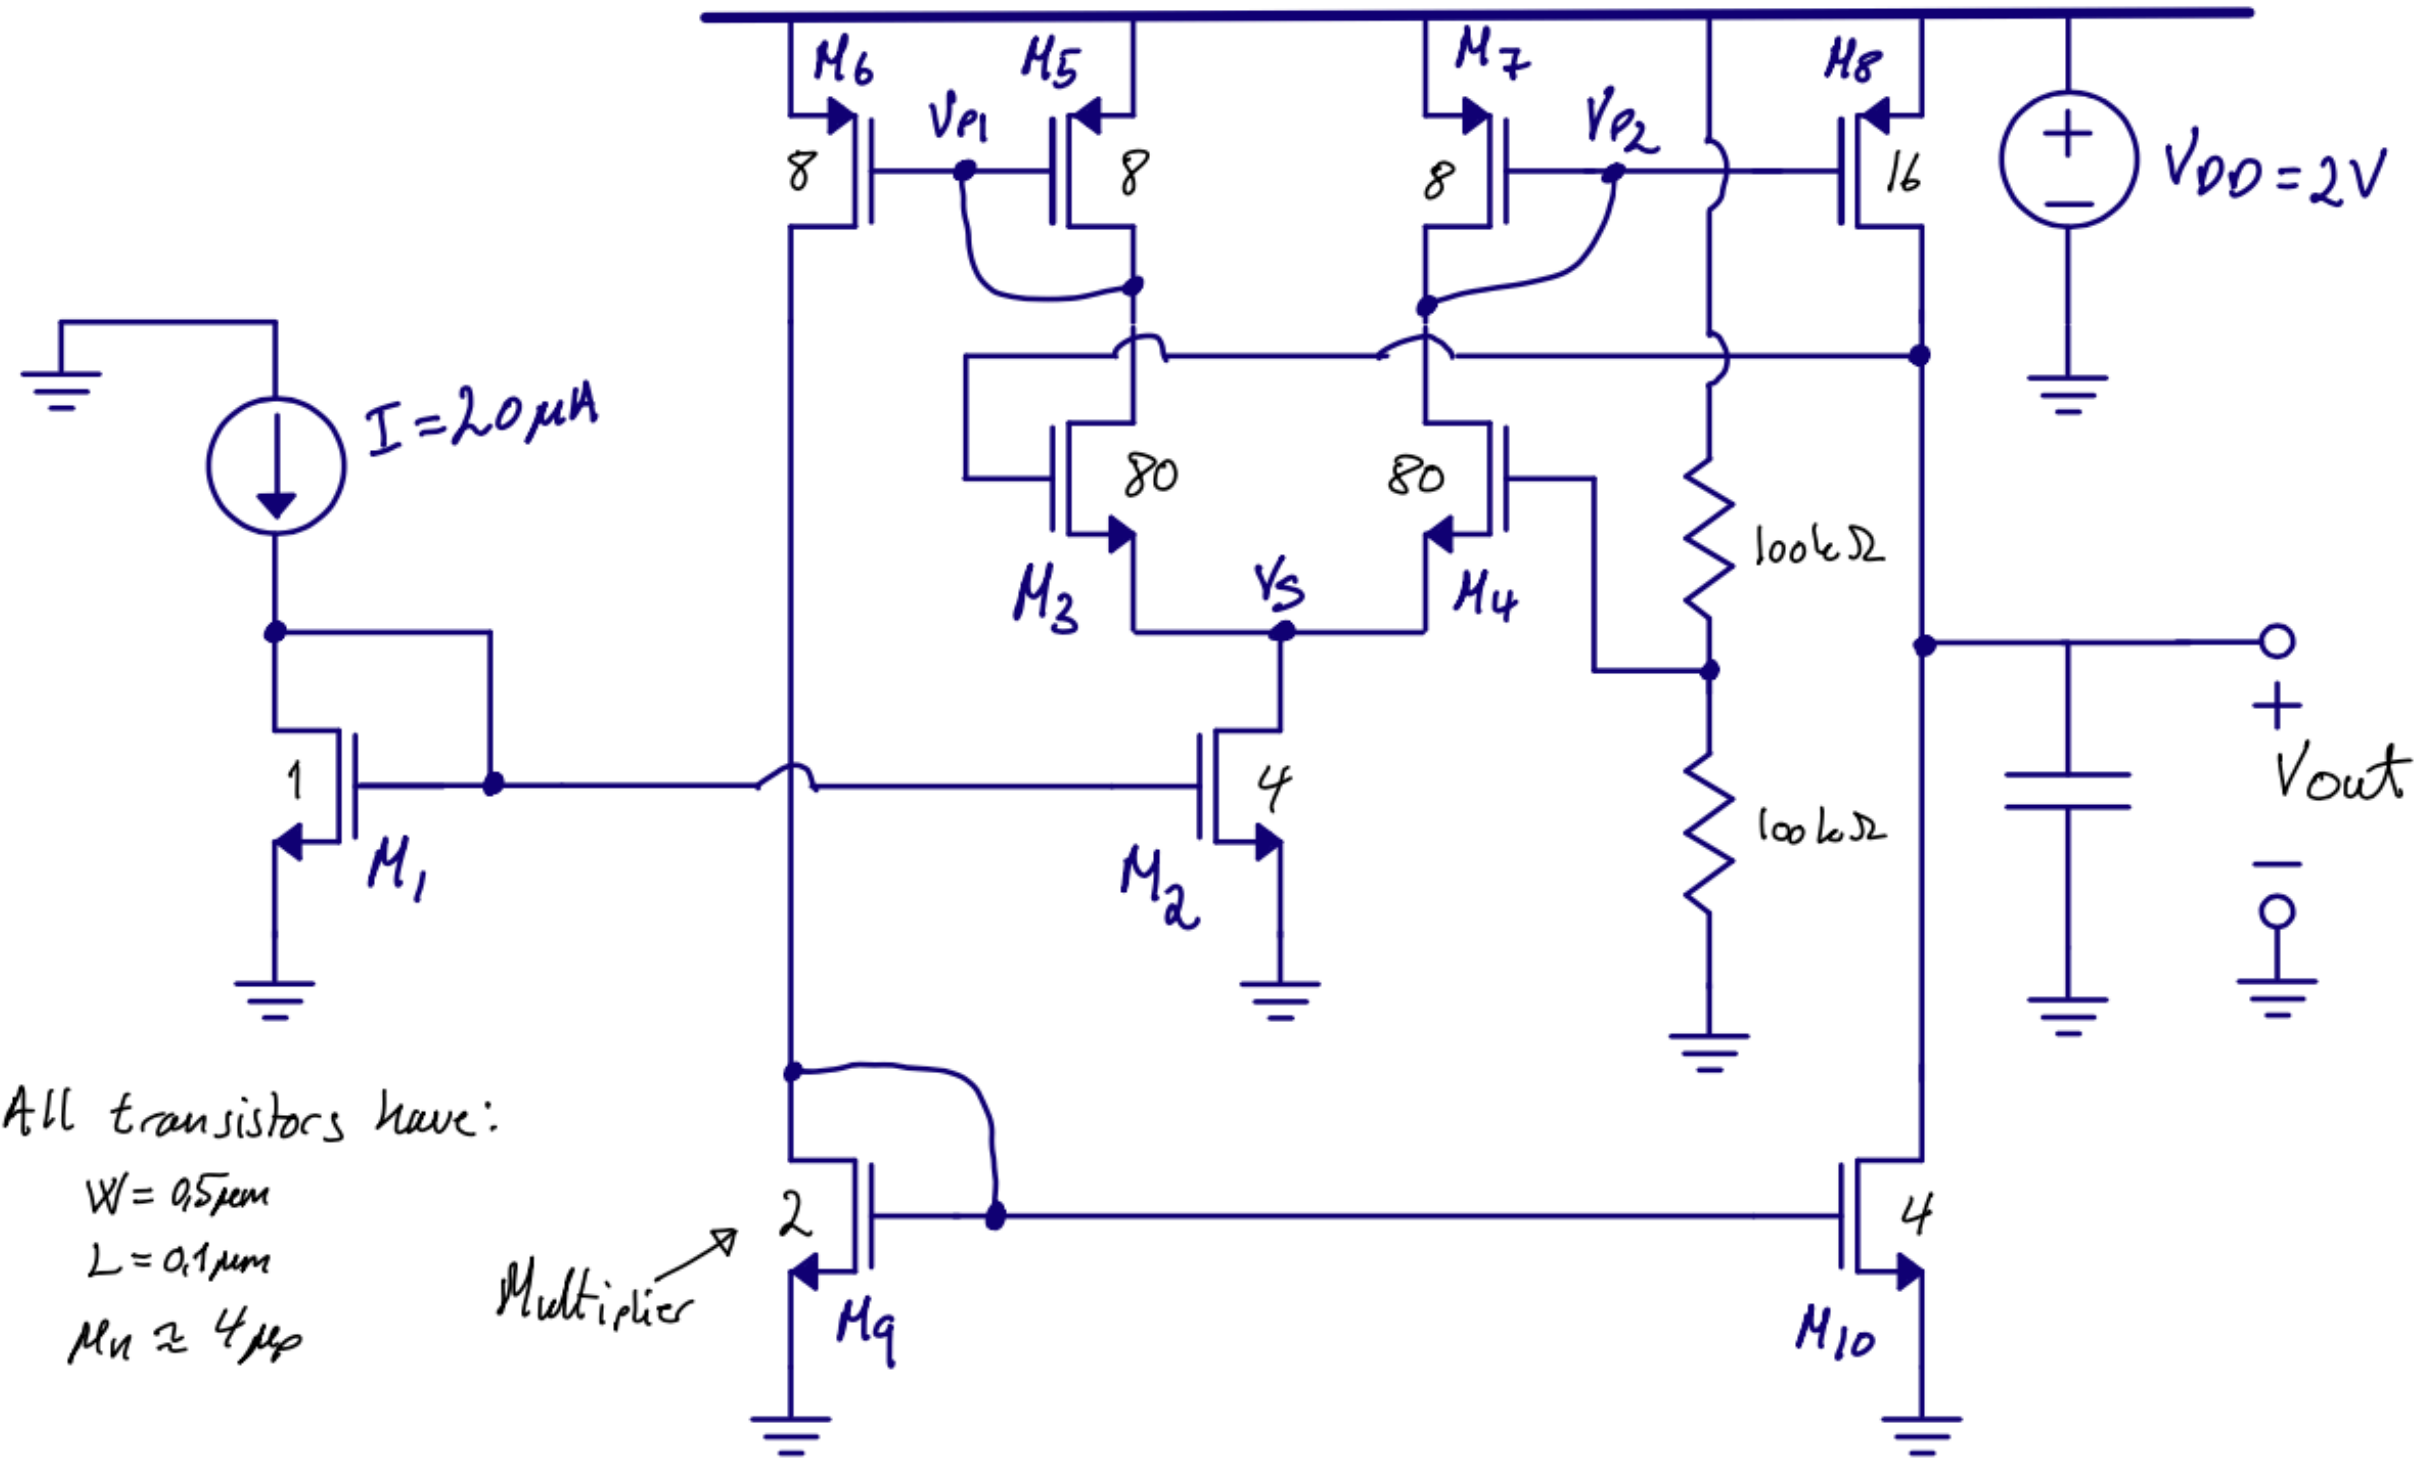 M6
M5
M7
M8
VP1
VP2
8
8
8
16
VDD = 2V
I = 20 μA
80
80
100kΩ
M3
VS
M4
1
4
100kΩ
Vout
M1
M2
All transistors have:
W = 0,5μm
L = 0,1μm
μn ≈ 4μp
Multiplier
2
4
M9
M10